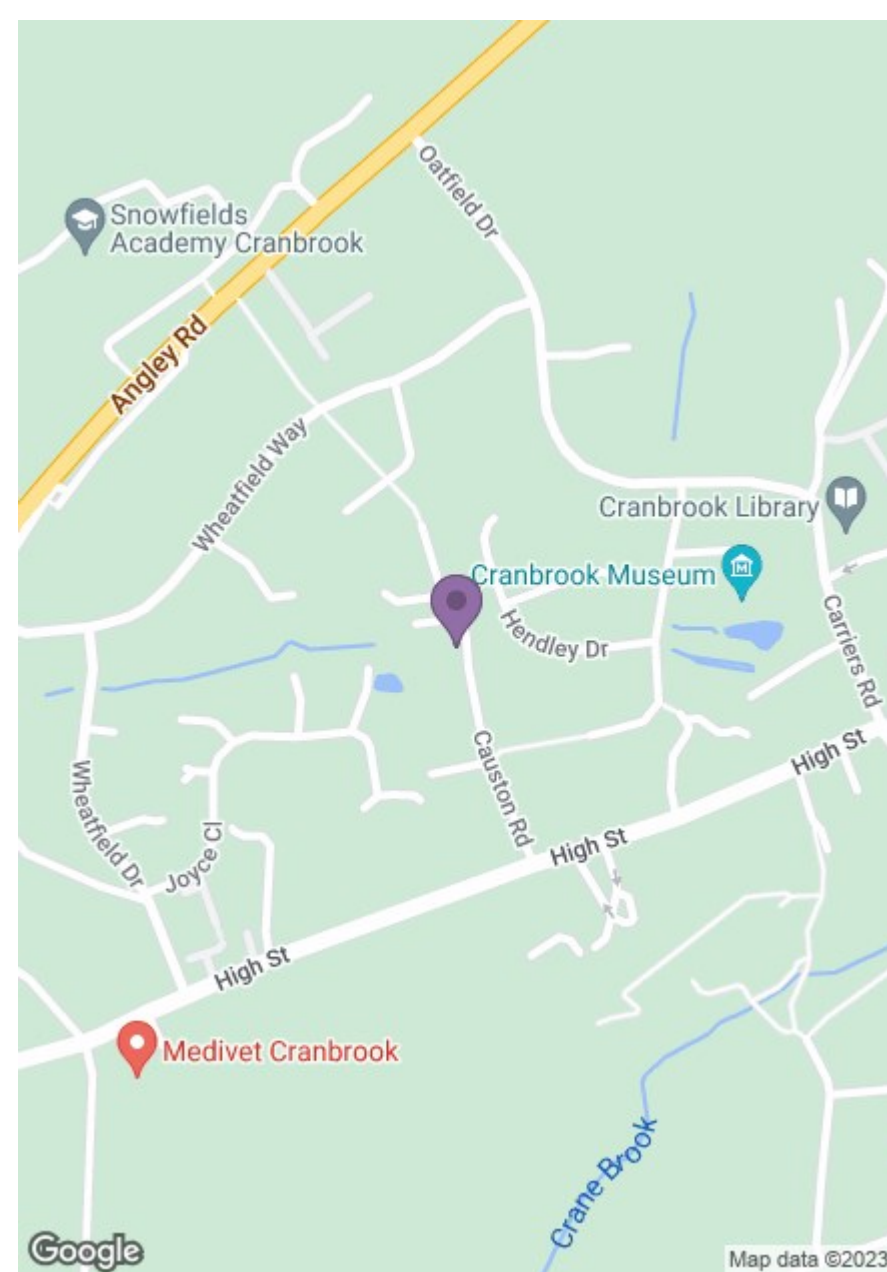 Oatfield Dr
Snowfields
Academy Cranbrook
Angley Rd
Wheatfield Way
Cranbrook Library
Cranbrook Museum
M
Hendley Dr
Carriers Rd
High St
Causton Rd
Wheatfield Dr
High St
Joyce Cl
High St
Medivet Cranbrook
Crane Brook
Google
Map data ©2023